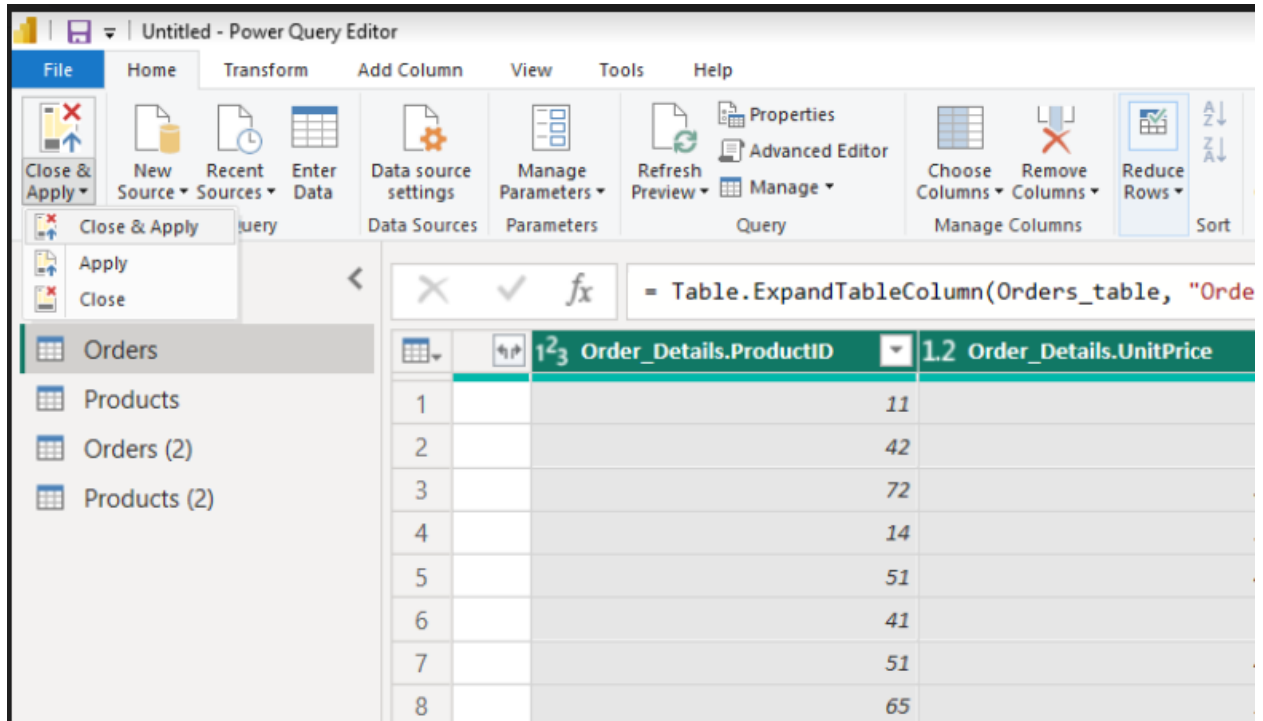 Untitled - Power Query Editor
File Home Transform Add Column View Tools Help
Close & Apply
New Source
Recent Sources
Enter Data
Data source settings
Manage Parameters
Refresh Preview
Properties
Advanced Editor
Manage
Choose Columns
Remove Columns
Reduce Rows
A Z
Z A
Data Sources
Parameters
Query
Manage Columns
Sort
Close & Apply
Apply
Close
fx = Table.ExpandTableColumn(Orders_table, "Orde
Orders
Products
Orders (2)
Products (2)
123 Order_Details.ProductID 1.2 Order_Details.UnitPrice
1 11
2 42
3 72
4 14
5 51
6 41
7 51
8 65